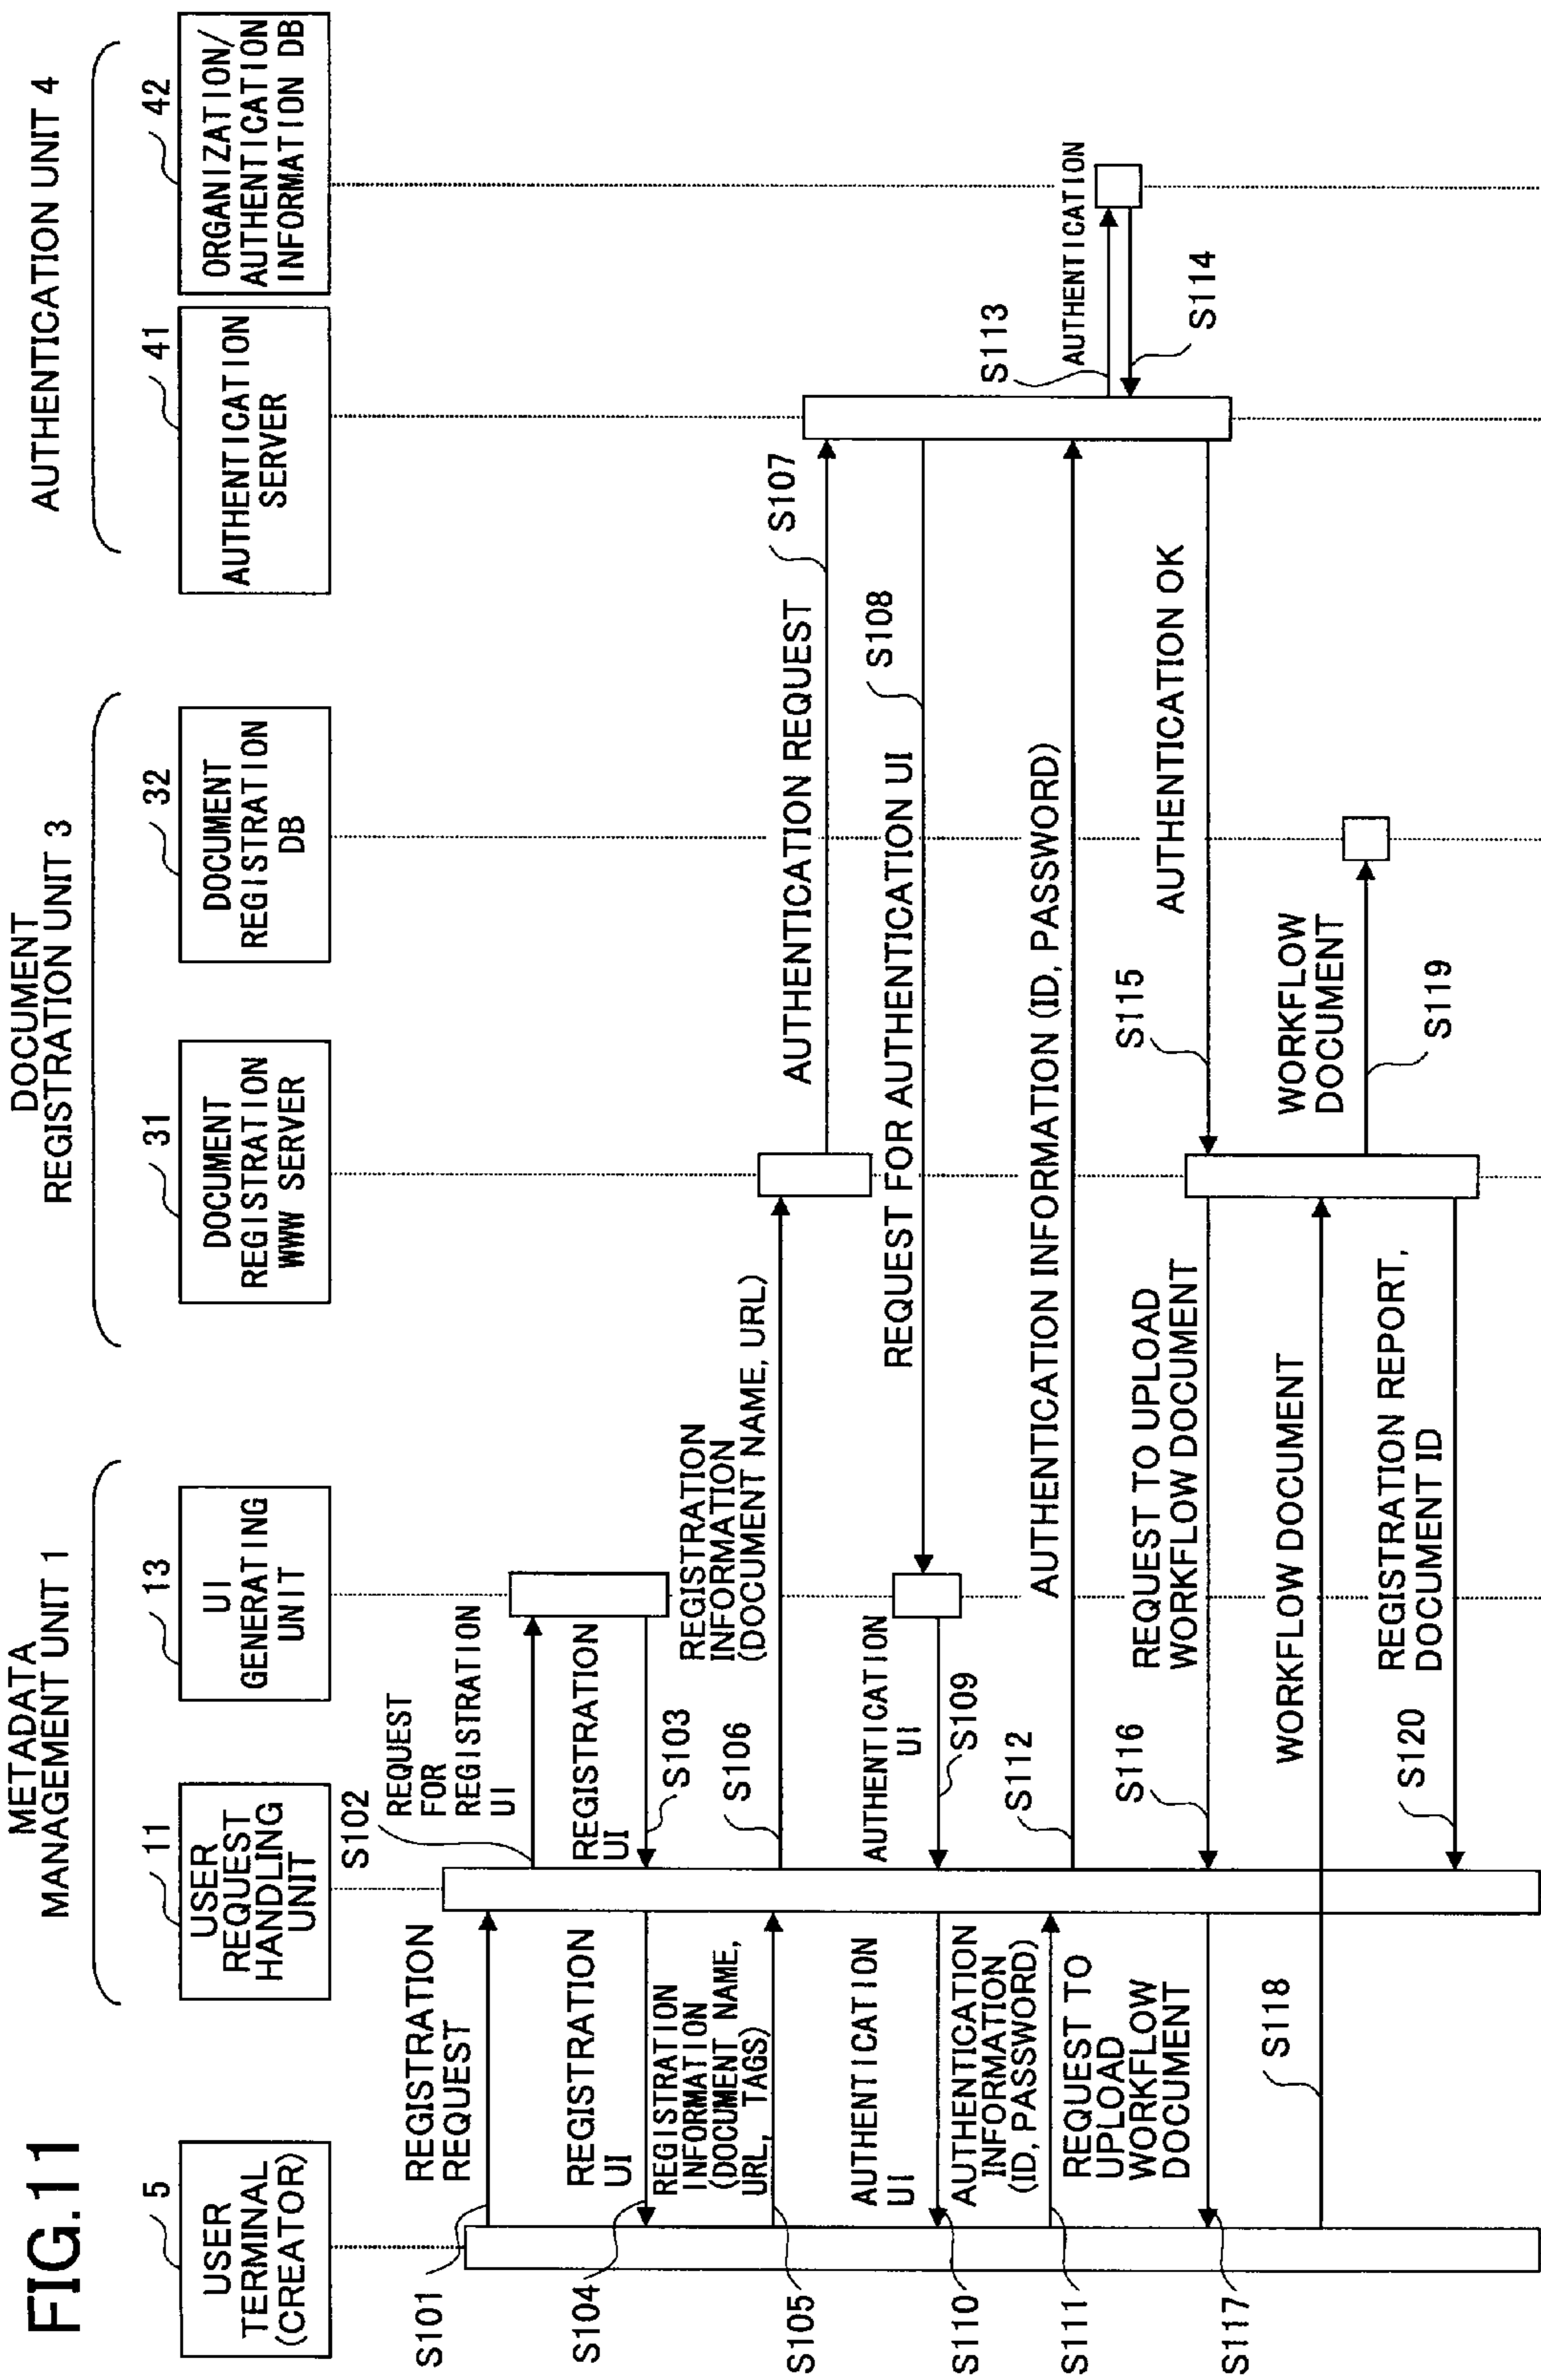 FIG.11
METADATA
MANAGEMENT UNIT 1
DOCUMENT
REGISTRATION UNIT 3
AUTHENTICATION UNIT 4
5
USER
TERMINAL
(CREATOR)
11
USER
REQUEST
HANDLING
UNIT
13
UI
GENERATING
UNIT
31
DOCUMENT
REGISTRATION
WWW SERVER
32
DOCUMENT
REGISTRATION
DB
41
AUTHENTICATION
SERVER
42
ORGANIZATION/
AUTHENTICATION
INFORMATION DB
S101
REGISTRATION
REQUEST
S102
REQUEST
FOR
REGISTRATION
UI
REGISTRATION
UI
S103
S104
REGISTRATION
UI
S105
REGISTRATION
INFORMATION
(DOCUMENT NAME,
URL, TAGS)
S106
REGISTRATION
INFORMATION
(DOCUMENT NAME, URL)
AUTHENTICATION REQUEST
S107
REQUEST FOR AUTHENTICATION UI
S108
AUTHENTICATION
UI
S109
S110
AUTHENTICATION
UI
S111
AUTHENTICATION
INFORMATION
(ID, PASSWORD)
S112
AUTHENTICATION INFORMATION (ID, PASSWORD)
S113
AUTHENTICATION
S114
S115
AUTHENTICATION OK
S116
REQUEST TO UPLOAD
WORKFLOW DOCUMENT
S117
REQUEST TO
UPLOAD
WORKFLOW
DOCUMENT
S118
WORKFLOW DOCUMENT
WORKFLOW
DOCUMENT
S119
S120
REGISTRATION REPORT,
DOCUMENT ID